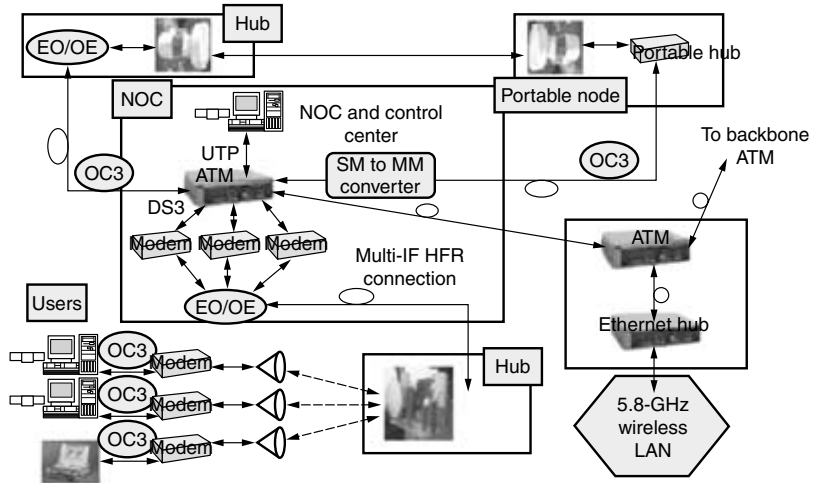 Hub
EO/OE
Portable hub
NOC
Portable node
NOC and control
center
To backbone
ATM
UTP
ATM
SM to MM
converter
OC3
OC3
DS3
Modem
Modem
Modem
ATM
Multi-IF HFR
connection
EO/OE
Users
Ethernet hub
OC3
Modem
Hub
OC3
Modem
5.8-GHz
wireless
LAN
OC3
Modem